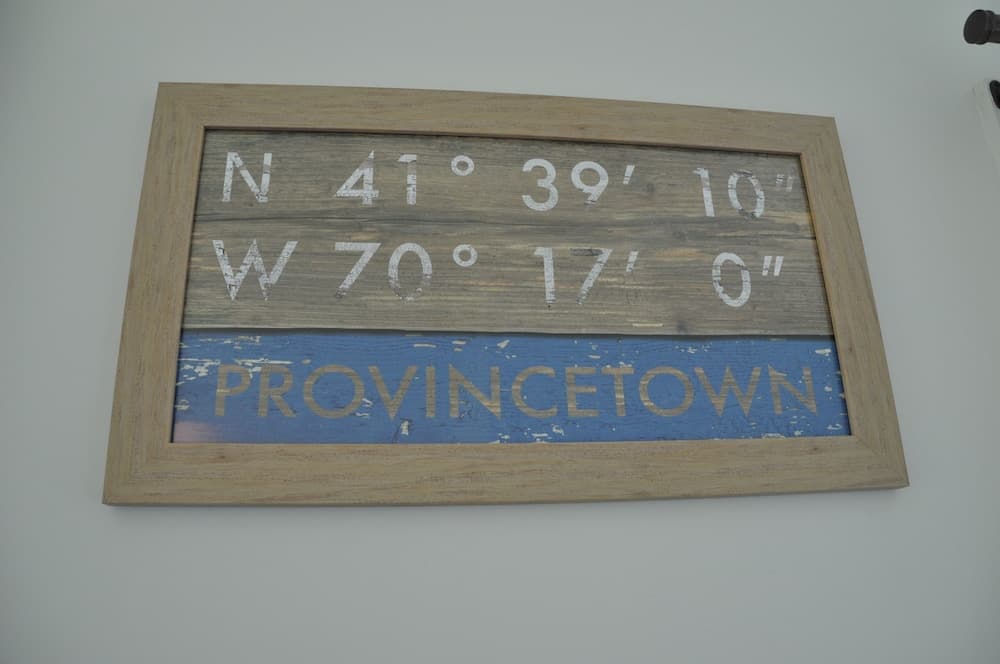 N 41° 39' 10"
W 70° 17' 0"
PROVINCETOWN